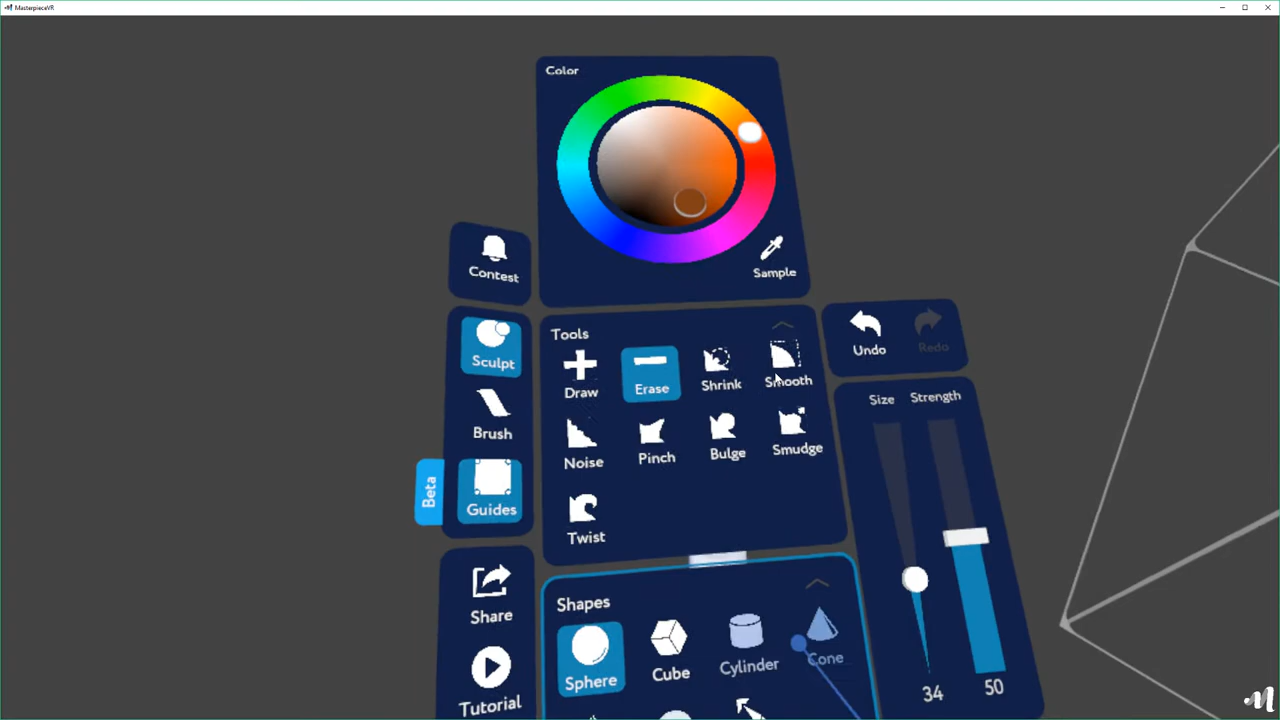 MasterpieceVR
Color
Sample
Contest
Sculpt
Brush
Beta
Guides
Share
Tutorial
Tools
Draw
Erase
Shrink
Smooth
Noise
Pinch
Bulge
Smudge
Twist
Undo
Redo
Size
Strength
34
50
Shapes
Sphere
Cube
Cylinder
Cone